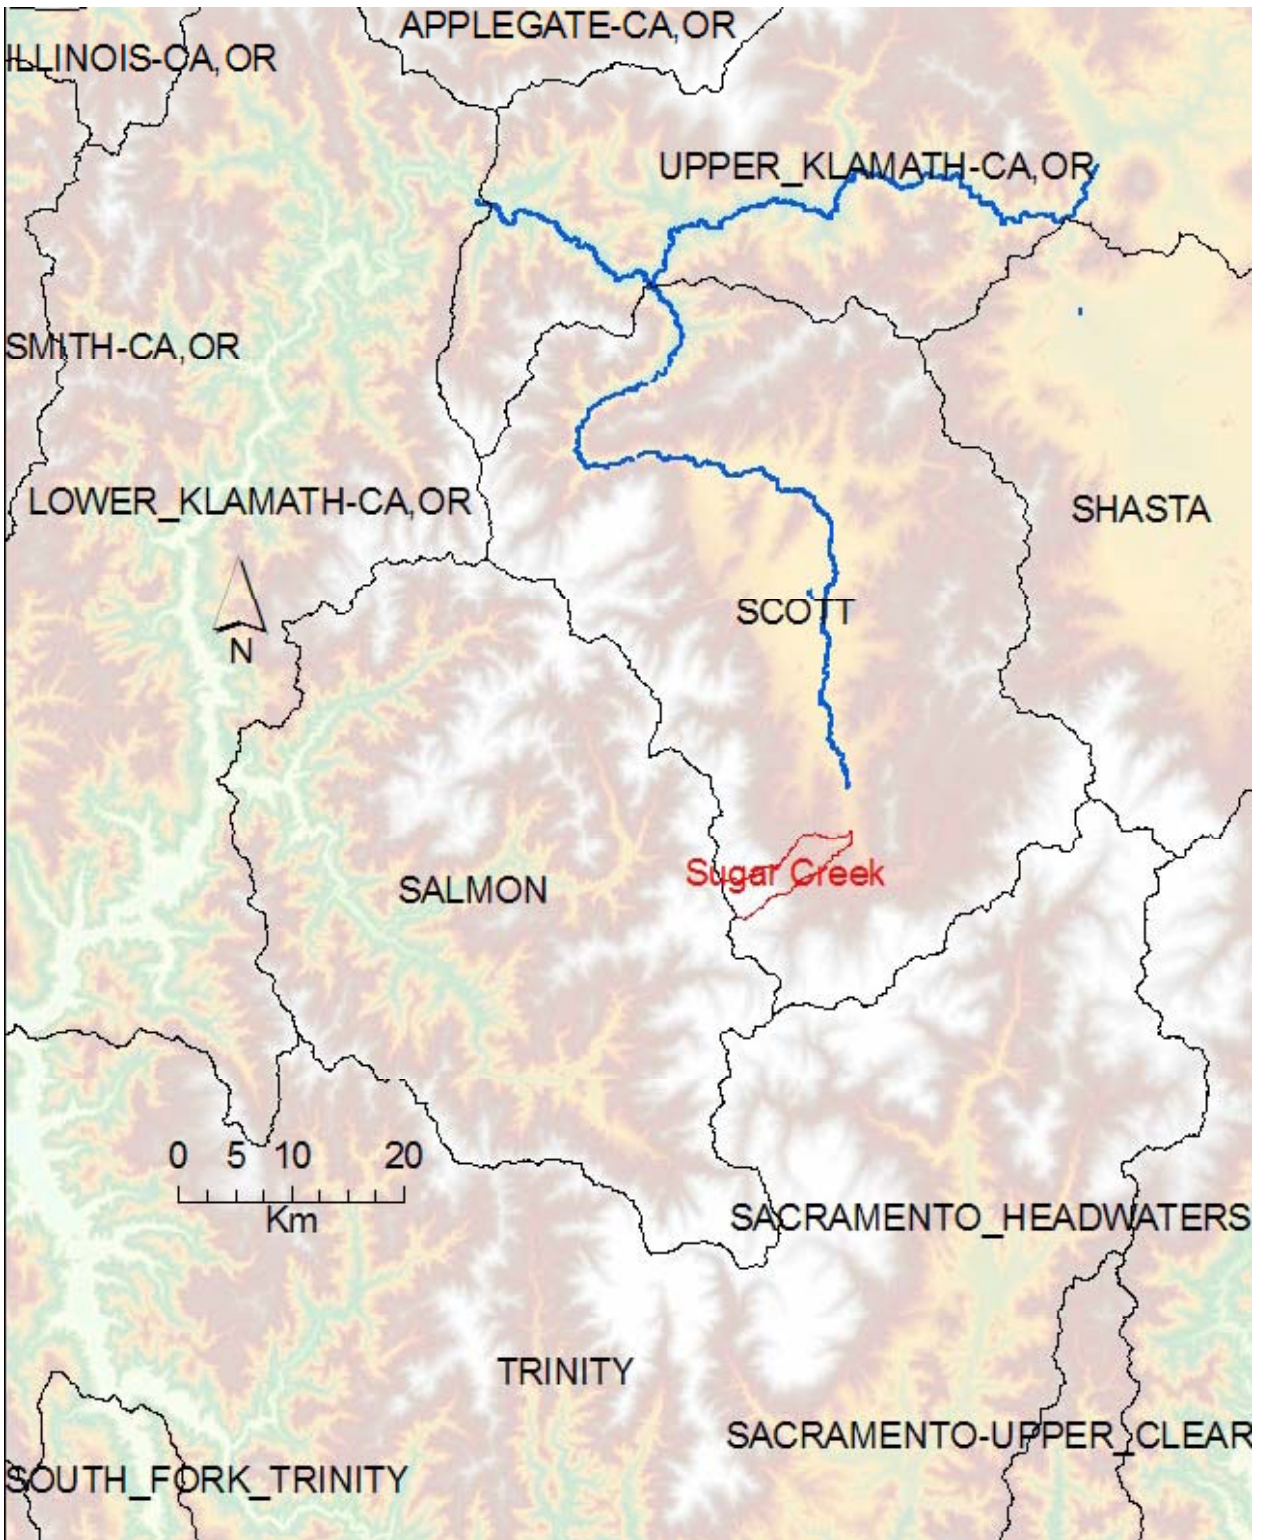 APPLEGATE-CA,OR
ILLINOIS-CA,OR
UPPER_KLAMATH-CA,OR
SMITH-CA,OR
LOWER_KLAMATH-CA,OR
SHASTA
SCOTT
N
Sugar Creek
SALMON
0 5 10 20
Km
SACRAMENTO_HEADWATERS
TRINITY
SACRAMENTO-UPPER_CLEAR
SOUTH_FORK_TRINITY